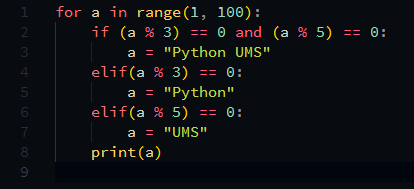 1 for a in range(1, 100):
2     if (a % 3) == 0 and (a % 5) == 0:
3         a = "Python UMS"
4     elif(a % 3) == 0:
5         a = "Python"
6     elif(a % 5) == 0:
7         a = "UMS"
8     print(a)
9